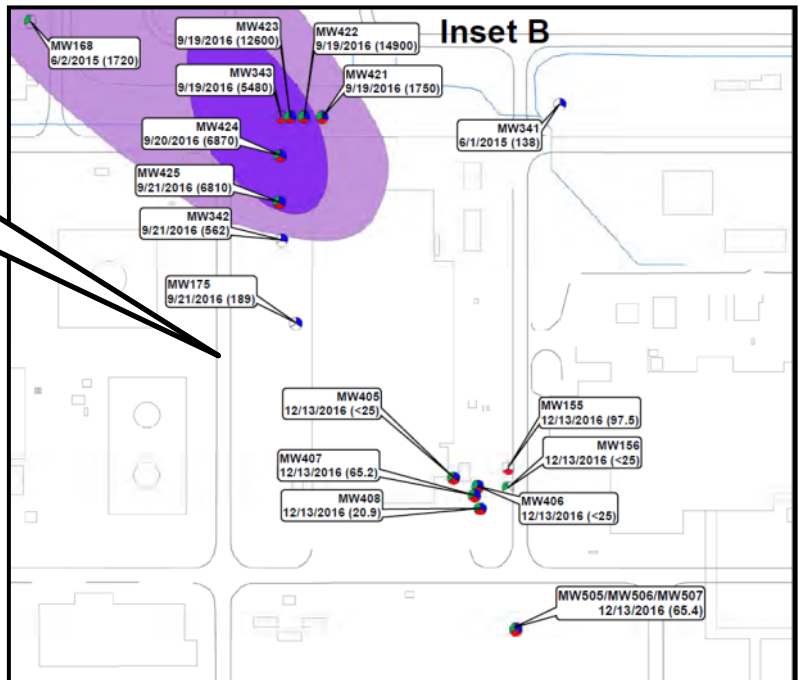 Inset B
MW168
6/2/2015 (1720)
MW423
9/19/2016 (12600)
MW422
9/19/2016 (14900)
MW343
9/19/2016 (5480)
MW421
9/19/2016 (1750)
MW424
9/20/2016 (6870)
MW341
6/1/2015 (138)
MW425
9/21/2016 (6810)
MW342
9/21/2016 (562)
MW175
9/21/2016 (189)
MW405
12/13/2016 (<25)
MW155
12/13/2016 (97.5)
MW156
12/13/2016 (<25)
MW407
12/13/2016 (65.2)
MW408
12/13/2016 (20.9)
MW406
12/13/2016 (<25)
MW505/MW506/MW507
12/13/2016 (65.4)